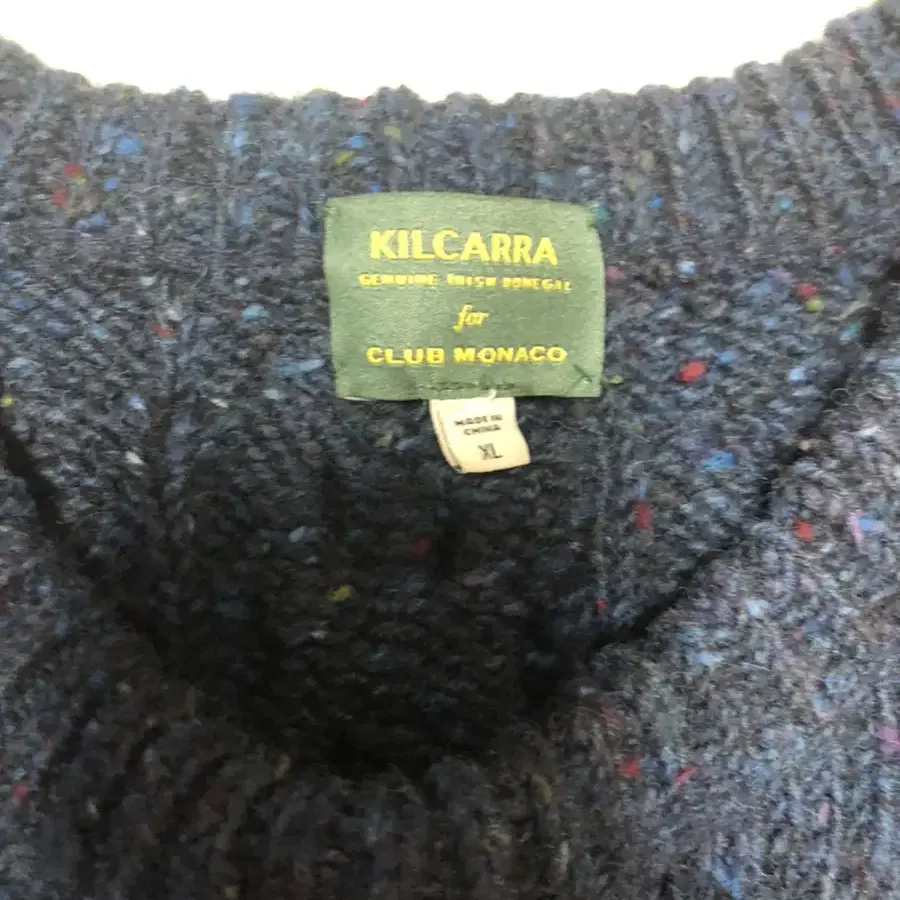 KILCARRA
GENUINE IRISH DONEGAL
for
CLUB MONACO
MADE IN
CHINA
XL